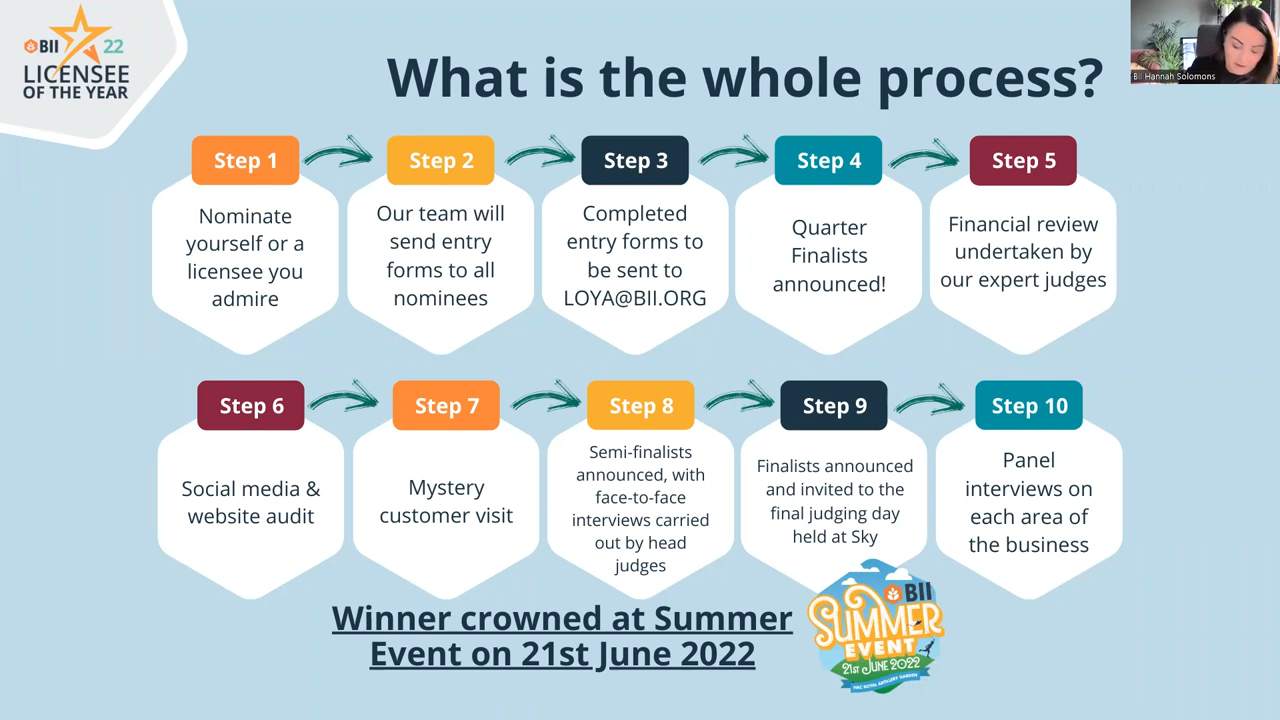 BII 22
LICENSEE
OF THE YEAR
What is the whole process?
BII Hannah Solomons
Step 1
Nominate
yourself or a
licensee you
admire
Step 2
Our team will
send entry
forms to all
nominees
Step 3
Completed
entry forms to
be sent to
LOYA@BII.ORG
Step 4
Quarter
Finalists
announced!
Step 5
Financial review
undertaken by
our expert judges
Step 6
Social media &
website audit
Step 7
Mystery
customer visit
Step 8
Semi-finalists
announced, with
face-to-face
interviews carried
out by head
judges
Step 9
Finalists announced
and invited to the
final judging day
held at Sky
Step 10
Panel
interviews on
each area of
the business
Winner crowned at Summer
Event on 21st June 2022
BII
SUMMER
EVENT
21ST JUNE 2022
HAC ROYAL ARTILLERY GARDEN